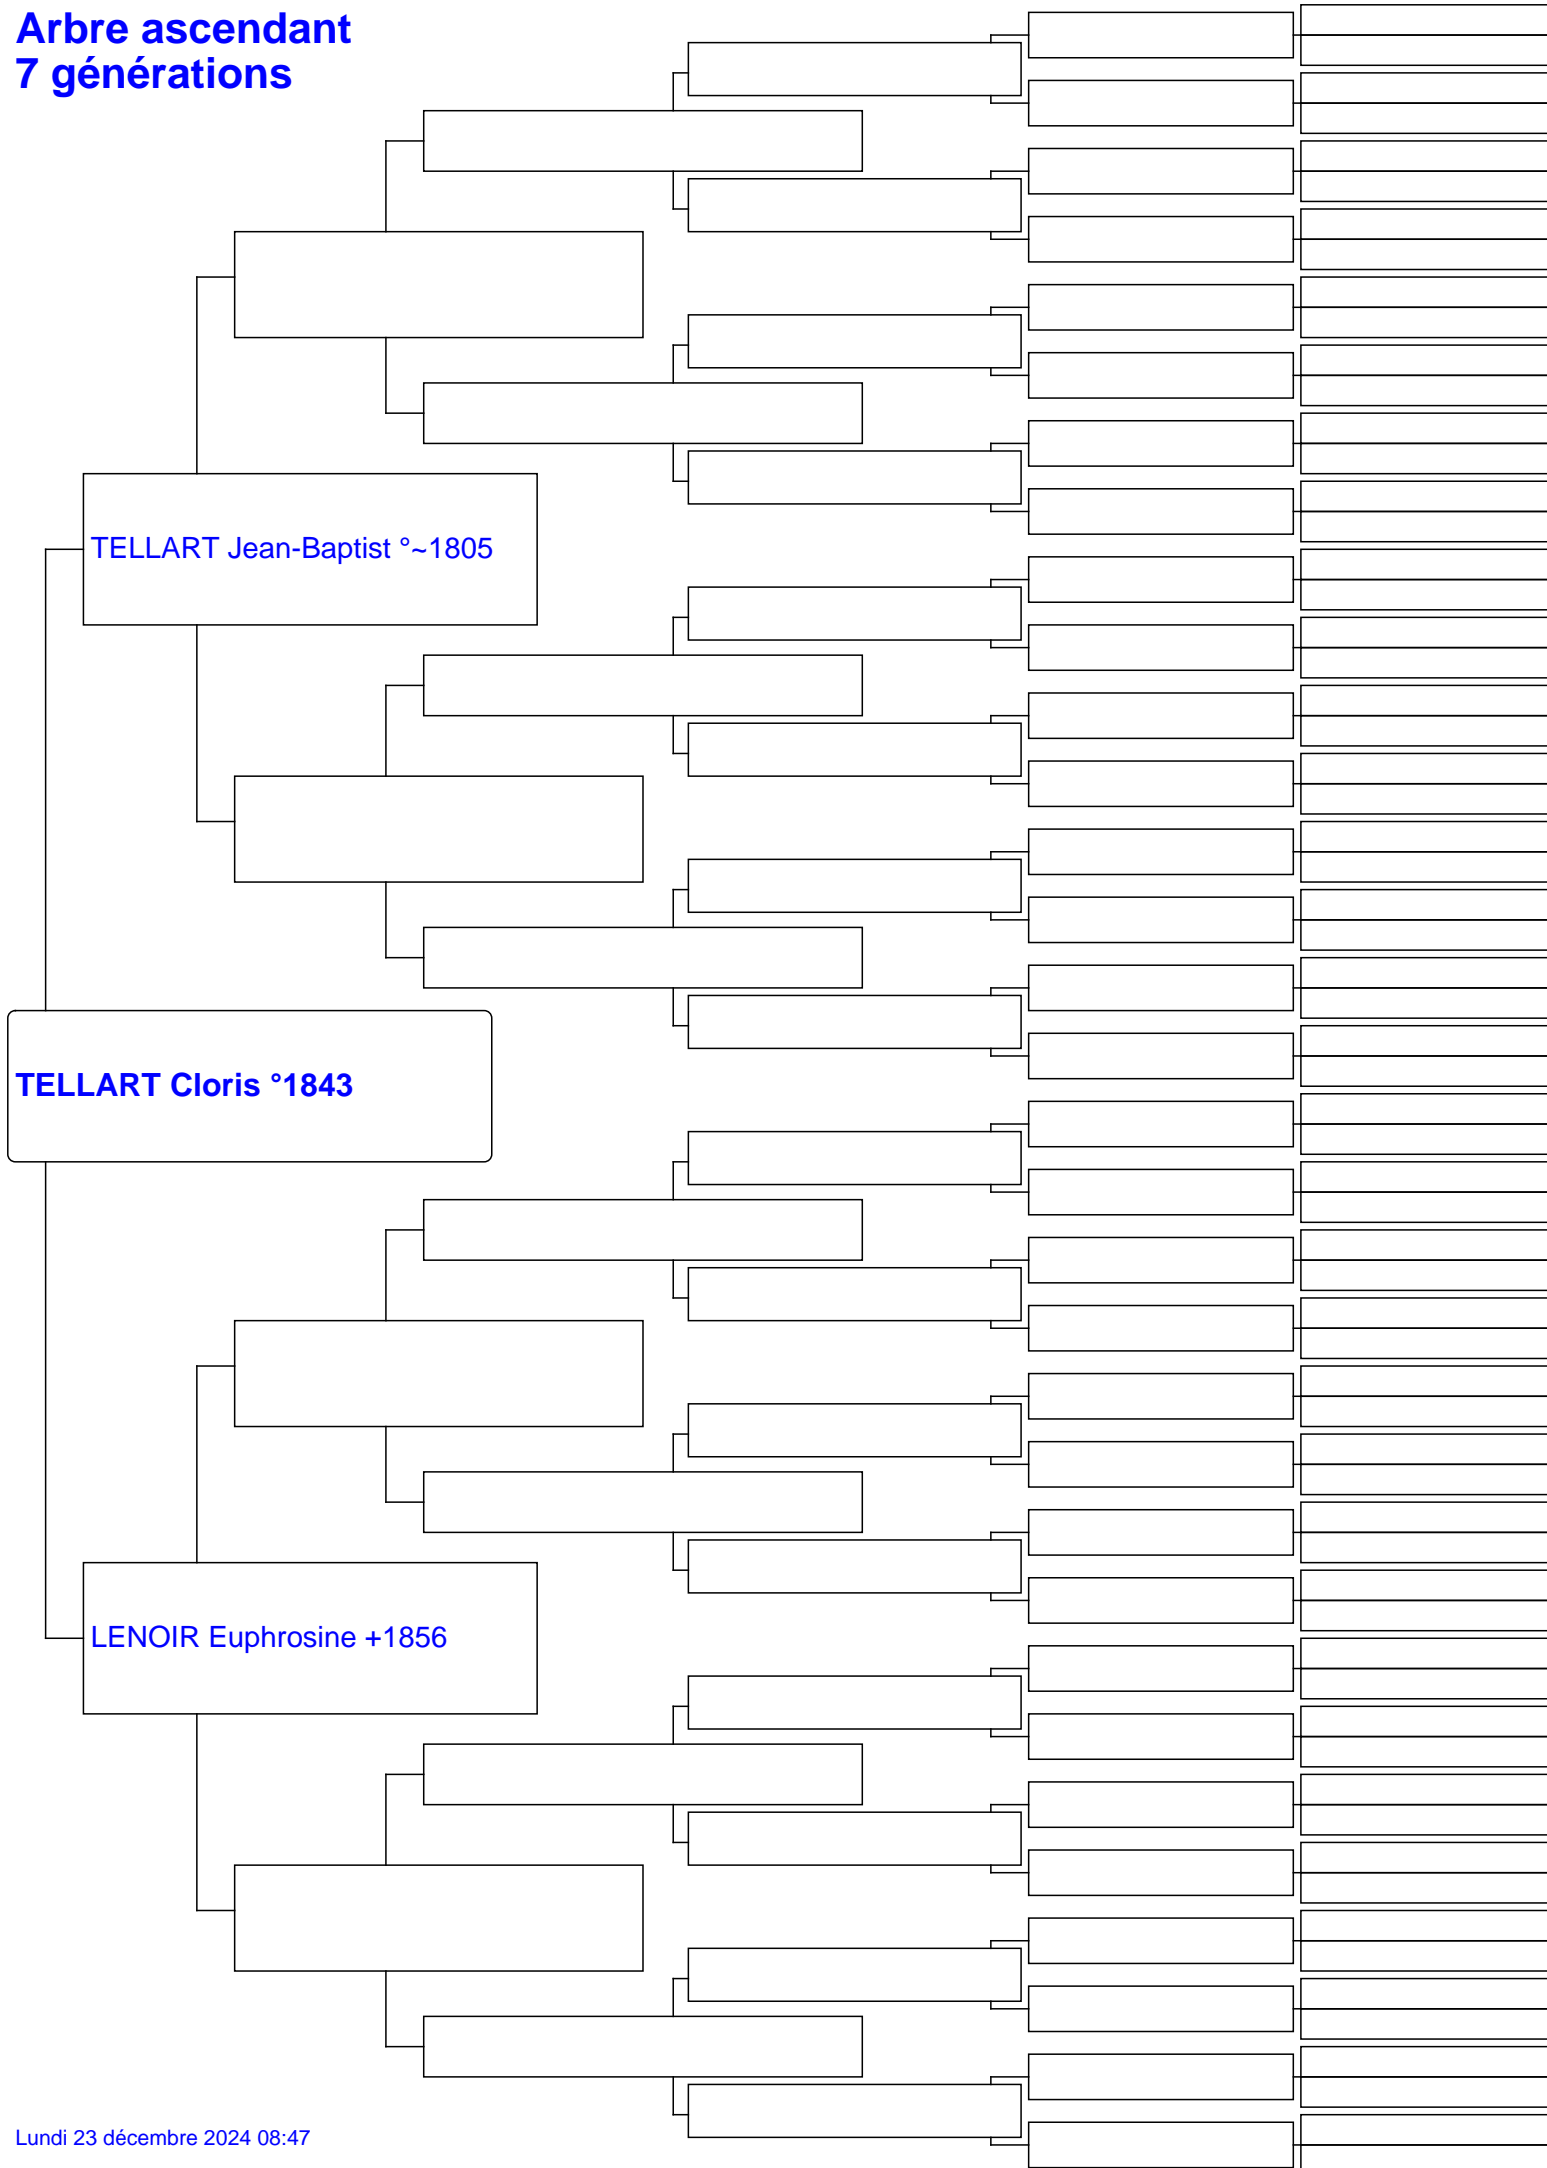 Arbre ascendant
7 générations
TELLART Jean-Baptist °~1805
TELLART Cloris °1843
LENOIR Euphrosine +1856
Lundi 23 décembre 2024 08:47